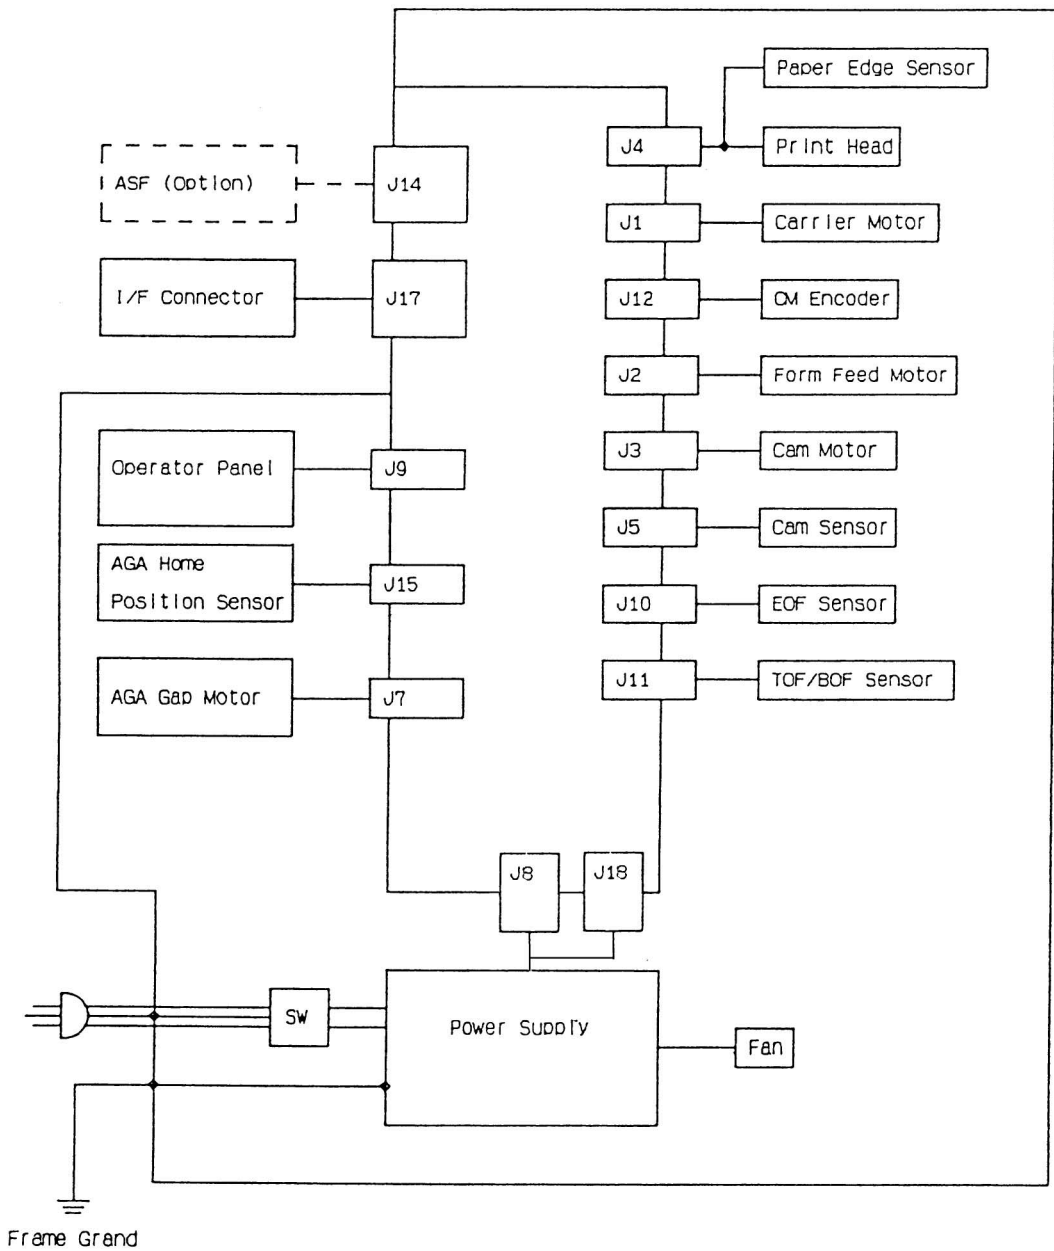 Paper Edge Sensor
J4
Print Head
ASF (Option)
J14
J1
Carrier Motor
I/F Connector
J17
J12
CM Encoder
J2
Form Feed Motor
Operator Panel
J9
J3
Cam Motor
J5
Cam Sensor
AGA Home
Position Sensor
J15
J10
EOF Sensor
AGA Gap Motor
J7
J11
TOF/BOF Sensor
J8
J18
SW
Power Supply
Fan
Frame Grand